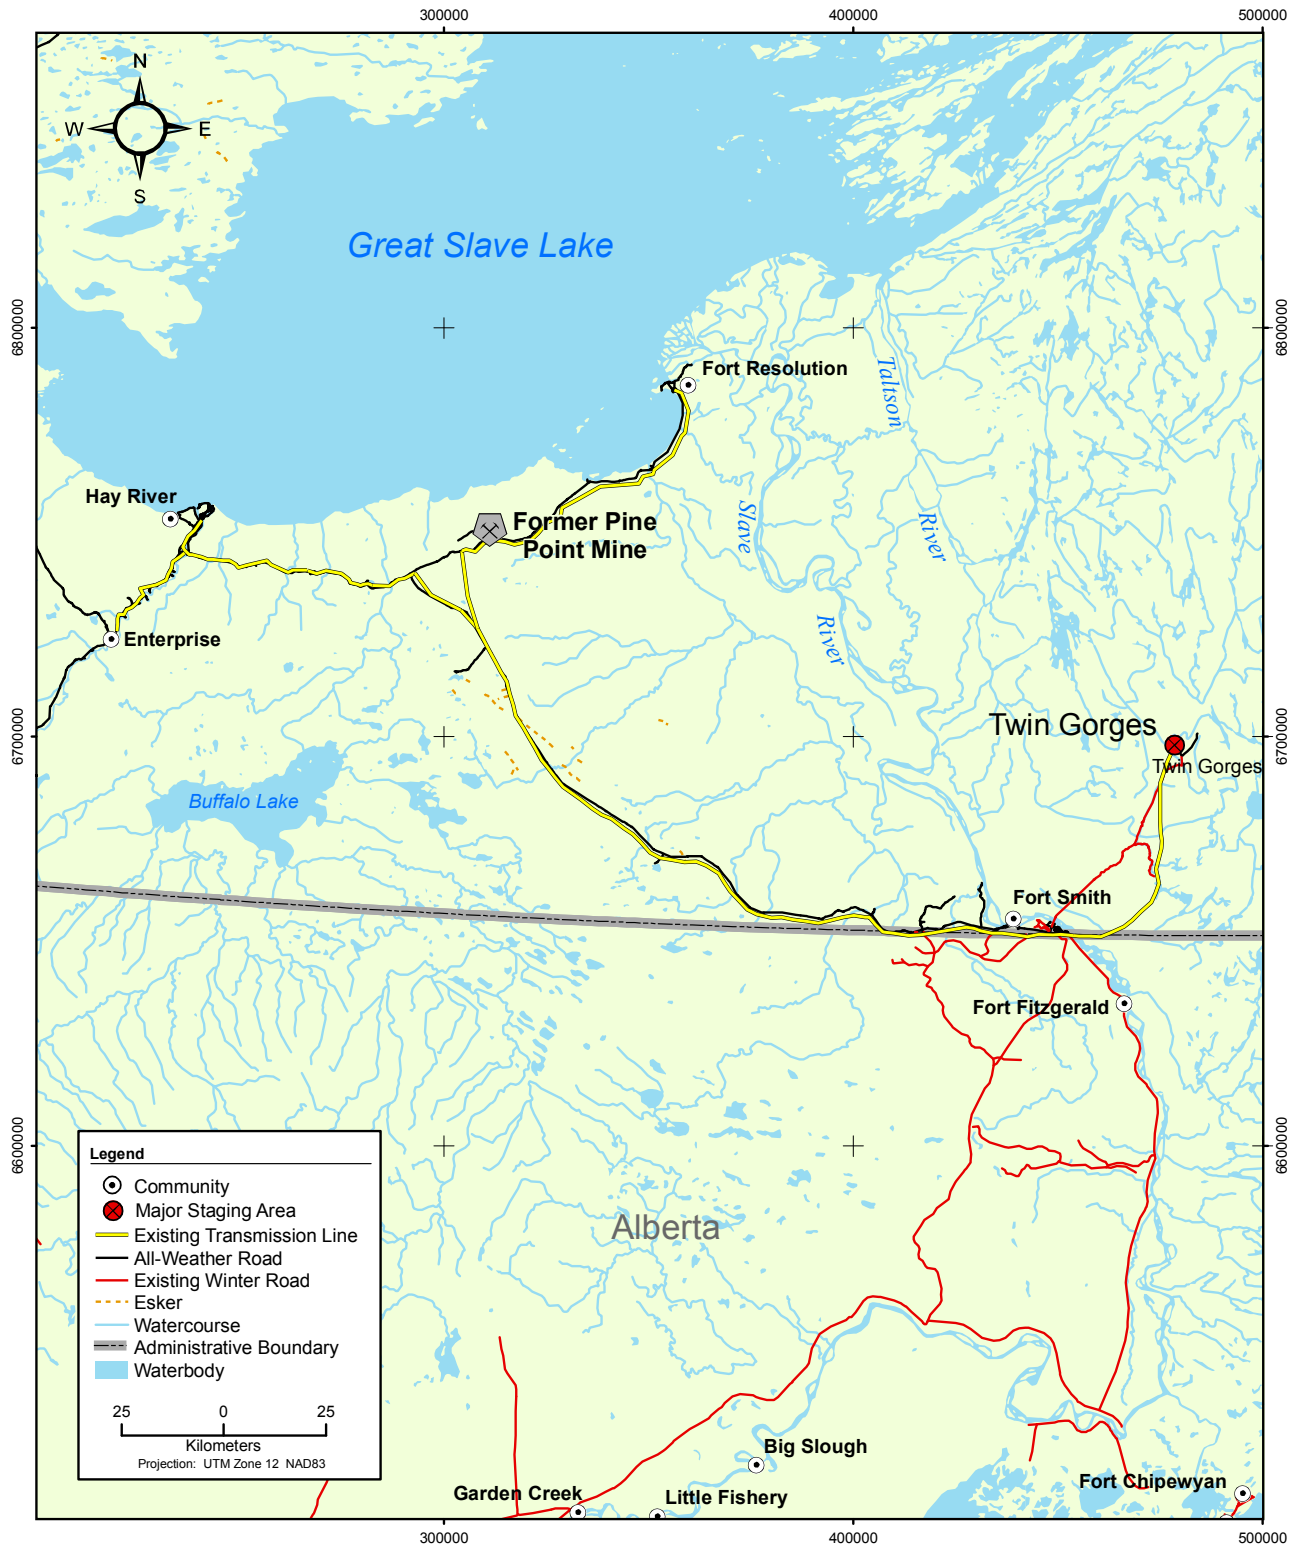 300000
400000
500000
N
W
E
S
Great Slave Lake
6800000
6800000
Fort Resolution
Taltson
River
Hay River
Slave
River
Former Pine
Point Mine
Enterprise
Twin Gorges
6700000
6700000
Twin Gorges
Buffalo Lake
Fort Smith
Fort Fitzgerald
6600000
6600000
Alberta
Legend
Community
Major Staging Area
Existing Transmission Line
All-Weather Road
Existing Winter Road
Esker
Watercourse
Administrative Boundary
Waterbody
25
0
25
Kilometers
Projection: UTM Zone 12 NAD83
Big Slough
Garden Creek
Little Fishery
Fort Chipewyan
300000
400000
500000